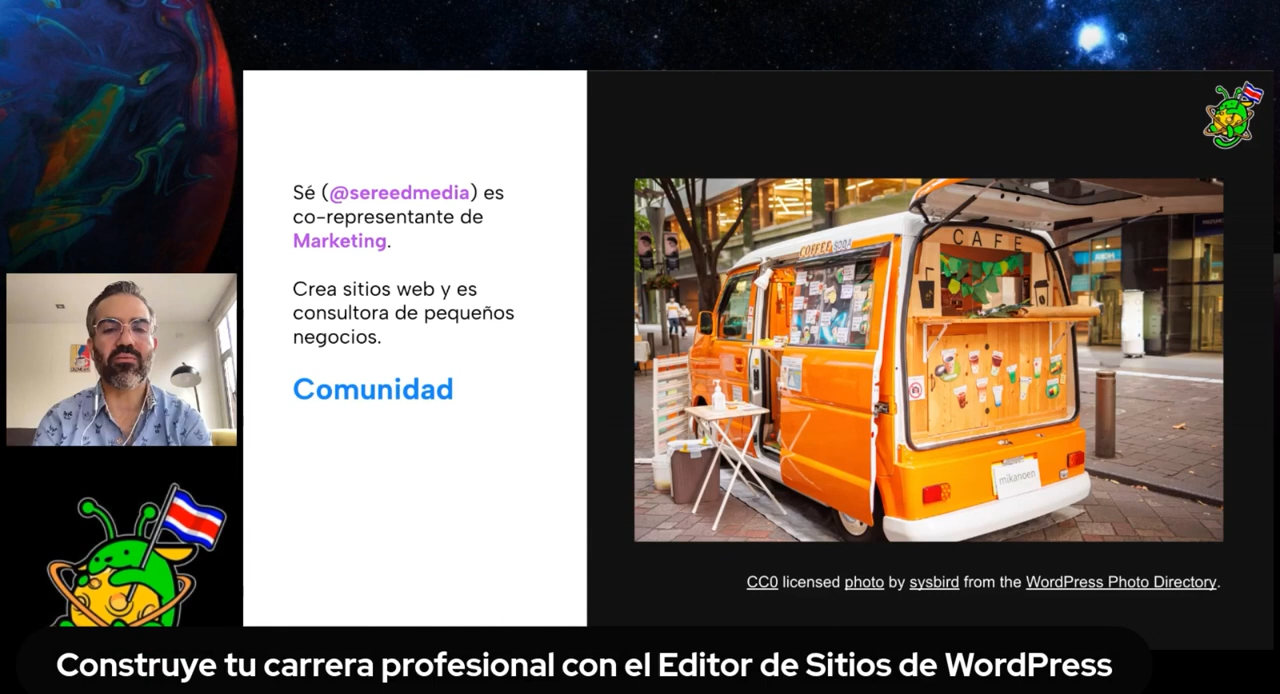 Sé (@sereedmedia) es
co-representante de
Marketing.
Crea sitios web y es
consultora de pequeños
negocios.
Comunidad
COFFEE SODA
CAFE
mikanoen
CC0 licensed photo by sysbird from the WordPress Photo Directory.
Construye tu carrera profesional con el Editor de Sitios de WordPress